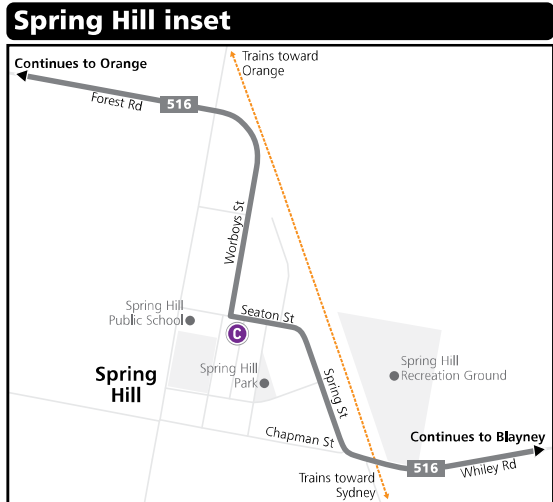 Spring Hill inset
Continues to Orange
Trains toward
Orange
Forest Rd
516
Worboys St
Seaton St
Spring Hill
Public School
C
Spring Hill
Park
Spring
Hill
Spring St
Spring Hill
Recreation Ground
Chapman St
Continues to Blayney
516
Whiley Rd
Trains toward
Sydney